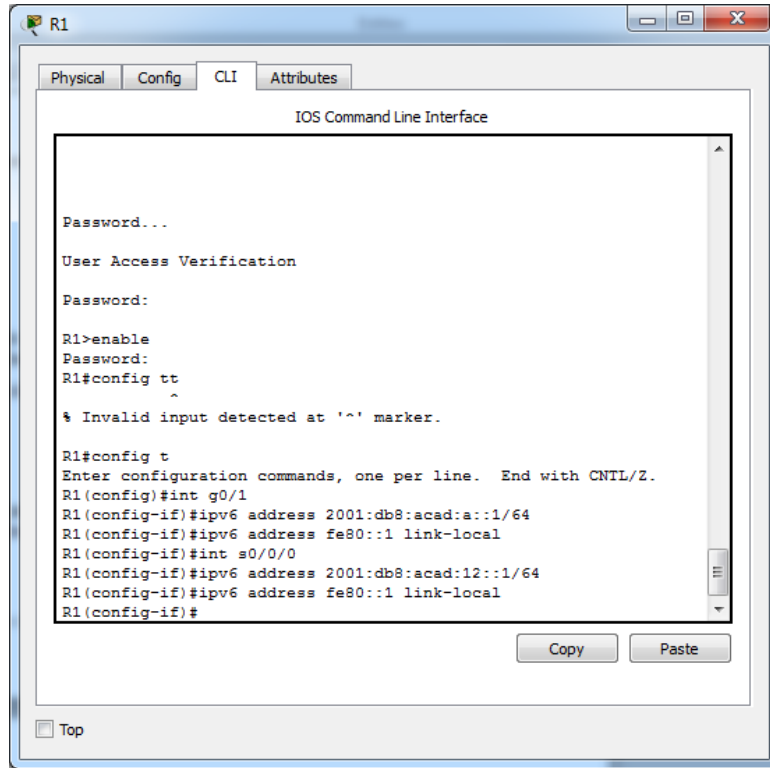 R1
Physical Config CLI Attributes
IOS Command Line Interface
Password...
User Access Verification
Password:
R1>enable
Password:
R1#config tt
^
% Invalid input detected at '^' marker.
R1#config t
Enter configuration commands, one per line.  End with CNTL/Z.
R1(config)#int g0/1
R1(config-if)#ipv6 address 2001:db8:acad:a::1/64
R1(config-if)#ipv6 address fe80::1 link-local
R1(config-if)#int s0/0/0
R1(config-if)#ipv6 address 2001:db8:acad:12::1/64
R1(config-if)#ipv6 address fe80::1 link-local
R1(config-if)#
Copy Paste
Top